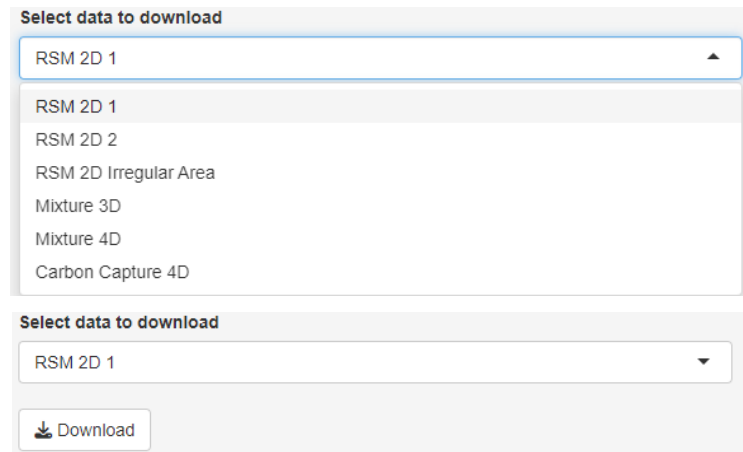 Select data to download
RSM 2D 1
RSM 2D 1
RSM 2D 2
RSM 2D Irregular Area
Mixture 3D
Mixture 4D
Carbon Capture 4D
Select data to download
RSM 2D 1
Download